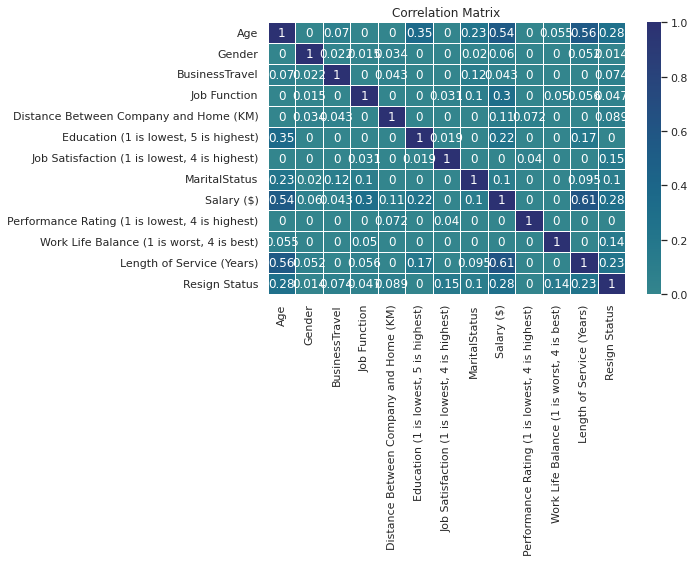 Correlation Matrix
Age 1 0 0.07 0 0 0.35 0 0.23 0.54 0 0.055 0.56 0.28
Gender 0 1 0.022 0.015 0.034 0 0 0.02 0.06 0 0 0.052 0.014
BusinessTravel 0.07 0.022 1 0 0.043 0 0 0.12 0.043 0 0 0 0.074
Job Function 0 0.015 0 1 0 0 0.031 0.1 0.3 0 0.05 0.056 0.047
Distance Between Company and Home (KM) 0 0.034 0.043 0 1 0 0 0 0.11 0.072 0 0 0.089
Education (1 is lowest, 5 is highest) 0.35 0 0 0 0 1 0.019 0 0.22 0 0 0.17 0
Job Satisfaction (1 is lowest, 4 is highest) 0 0 0 0.031 0 0.019 1 0 0 0.04 0 0 0.15
MaritalStatus 0.23 0.02 0.12 0.1 0 0 0 1 0.1 0 0 0.095 0.1
Salary ($) 0.54 0.06 0.043 0.3 0.11 0.22 0 0.1 1 0 0 0.61 0.28
Performance Rating (1 is lowest, 4 is highest) 0 0 0 0 0.072 0 0.04 0 0 1 0 0 0
Work Life Balance (1 is worst, 4 is best) 0.055 0 0 0.05 0 0 0 0 0 0 1 0 0.14
Length of Service (Years) 0.56 0.052 0 0.056 0 0.17 0 0.095 0.61 0 0 1 0.23
Resign Status 0.28 0.014 0.074 0.047 0.089 0 0.15 0.1 0.28 0 0.14 0.23 1
Age
Gender
BusinessTravel
Job Function
Distance Between Company and Home (KM)
Education (1 is lowest, 5 is highest)
Job Satisfaction (1 is lowest, 4 is highest)
MaritalStatus
Salary ($)
Performance Rating (1 is lowest, 4 is highest)
Work Life Balance (1 is worst, 4 is best)
Length of Service (Years)
Resign Status
1.0
0.8
0.6
0.4
0.2
0.0